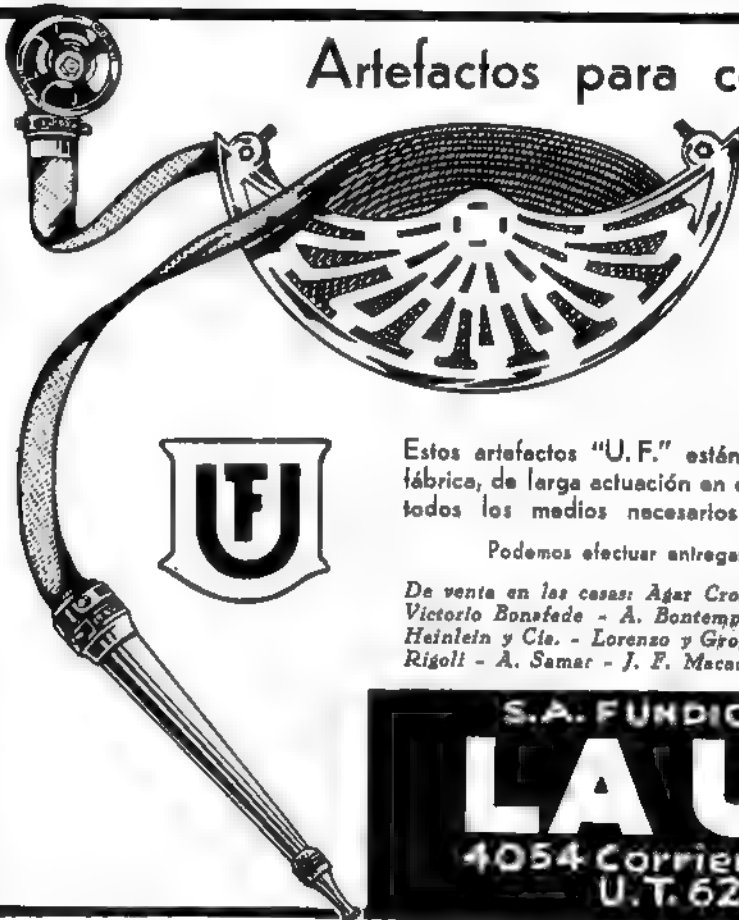 Artefactos para c
UF
Estos artefactos "U.F." están
fábrica, de larga actuación en
todos los medios necesarios
Podemos efectuar entrega
De venta en las casas: Agar Cro
Victorio Bonafede - A. Bontemp
Heinlein y Cía. - Lorenzo y Gro
Rigoli - A. Samar - J. F. Maca
S.A. FUNDIC
LA U
4054 Corrien
U.T. 62